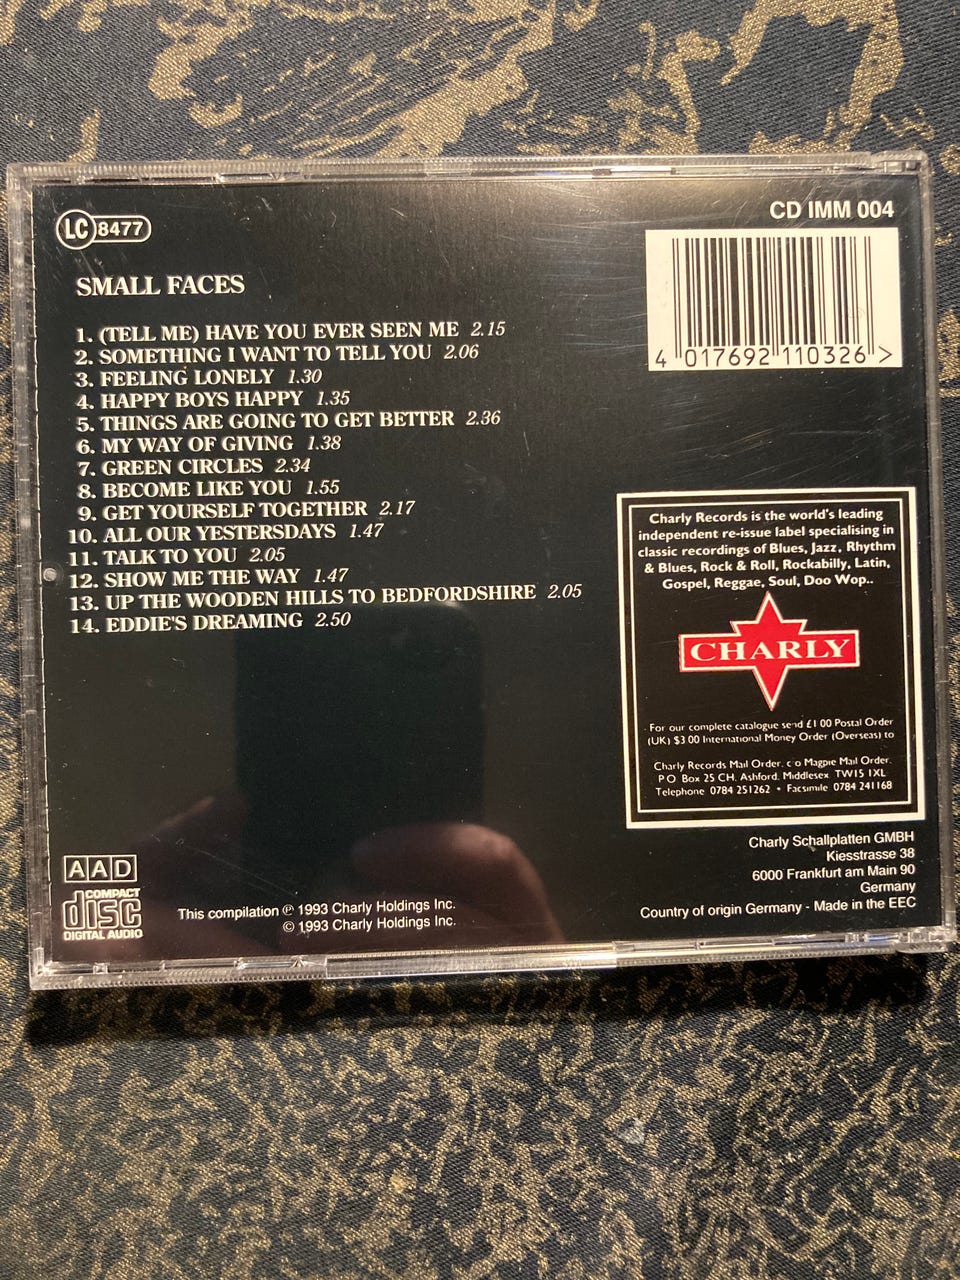 LC 8477
CD IMM 004
SMALL FACES
4 017692 110326 >
1. (TELL ME) HAVE YOU EVER SEEN ME 2.15
2. SOMETHING I WANT TO TELL YOU 2.06
3. FEELING LONELY 1.30
4. HAPPY BOYS HAPPY 1.35
5. THINGS ARE GOING TO GET BETTER 2.36
6. MY WAY OF GIVING 1.38
7. GREEN CIRCLES 2.34
8. BECOME LIKE YOU 1.55
9. GET YOURSELF TOGETHER 2.17
10. ALL OUR YESTERSDAYS 1.47
11. TALK TO YOU 2.05
12. SHOW ME THE WAY 1.47
13. UP THE WOODEN HILLS TO BEDFORDSHIRE 2.05
14. EDDIE'S DREAMING 2.50
Charly Records is the world's leading
independent re-issue label specialising in
classic recordings of Blues, Jazz, Rhythm
& Blues, Rock & Roll, Rockabilly, Latin,
Gospel, Reggae, Soul, Doo Wop..
CHARLY
For our complete catalogue send £1 00 Postal Order
(UK) $3 00 International Money Order (Overseas) to
Charly Records Mail Order. c o Magpie Mail Order.
P O Box 25 CH. Ashford. Middlesex TW15 1XL
Telephone 0784 251262 • Facsimile 0784 241168
Charly Schallplatten GMBH
Kiesstrasse 38
6000 Frankfurt am Main 90
Germany
Country of origin Germany - Made in the EEC
AAD
COMPACT
disc
DIGITAL AUDIO
This compilation ℗ 1993 Charly Holdings Inc.
© 1993 Charly Holdings Inc.